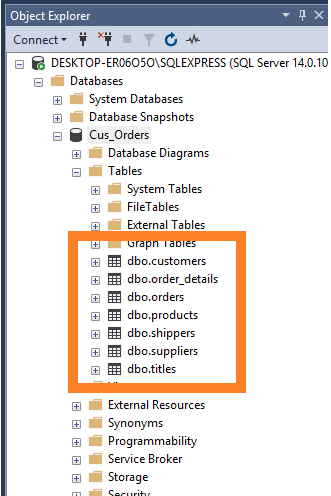 Object Explorer
Connect
DESKTOP-ER06O5O\SQLEXPRESS (SQL Server 14.0.10
Databases
System Databases
Database Snapshots
Cus_Orders
Database Diagrams
Tables
System Tables
FileTables
External Tables
Graph Tables
dbo.customers
dbo.order_details
dbo.orders
dbo.products
dbo.shippers
dbo.suppliers
dbo.titles
External Resources
Synonyms
Programmability
Service Broker
Storage
Security